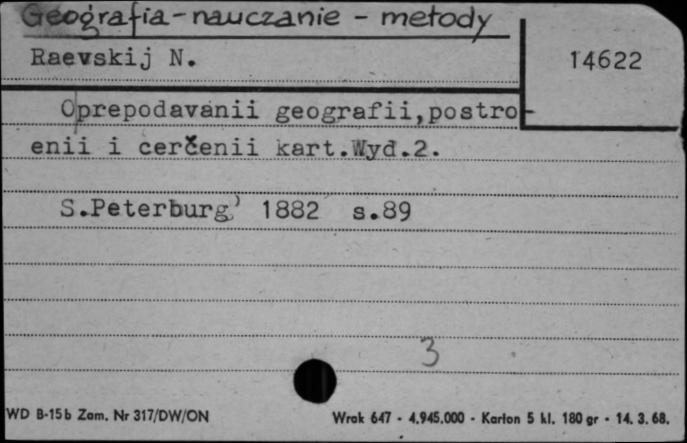 Geografia - nauczanie - metody
Raevskij N.
14622
O prepodavanii geografii, postro-
enii i cerčenii kart. Wyd. 2.
S. Peterburg' 1882 s. 89
3
WD B-15b Zam. Nr 317/DW/ON
Wrak 647 - 4.945.000 - Karton 5 kl. 180 gr - 14. 3. 68.